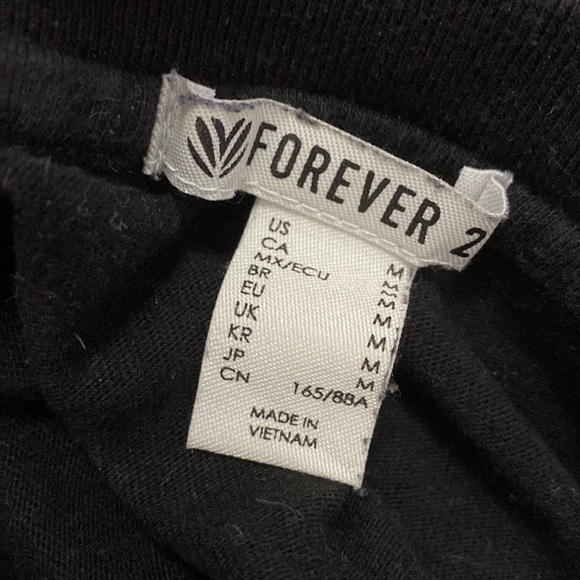 FOREVER 2
US M
CA M
MX/ECU M
BR M
EU M
UK M
KR M
JP M
CN 165/88A
MADE IN
VIETNAM